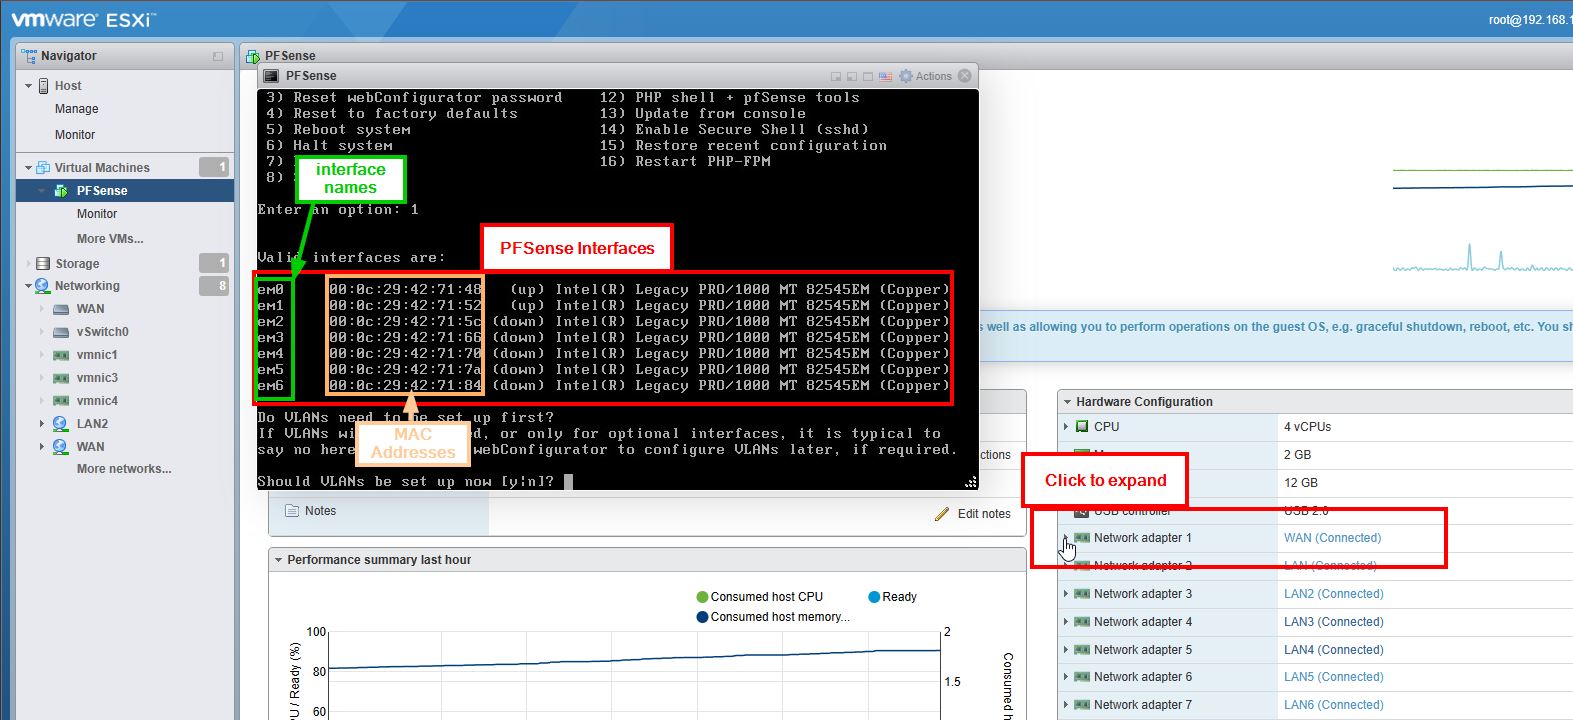 vmware ESXi™
root@192.168.1
Navigator
Host
Manage
Monitor
Virtual Machines 1
PFSense
Monitor
More VMs...
Storage 1
Networking 8
WAN
vSwitch0
vmnic1
vmnic3
vmnic4
LAN2
WAN
More networks...
PFSense
PFSense
Actions
3) Reset webConfigurator password 12) PHP shell + pfSense tools
4) Reset to factory defaults 13) Update from console
5) Reboot system 14) Enable Secure Shell (sshd)
6) Halt system 15) Restore recent configuration
7) 16) Restart PHP-FPM
8)
interface
names
Enter an option: 1
PFSense Interfaces
Valid interfaces are:
em0 00:0c:29:42:71:48 (up) Intel(R) Legacy PRO/1000 MT 82545EM (Copper)
em1 00:0c:29:42:71:52 (up) Intel(R) Legacy PRO/1000 MT 82545EM (Copper)
em2 00:0c:29:42:71:5c (down) Intel(R) Legacy PRO/1000 MT 82545EM (Copper)
em3 00:0c:29:42:71:66 (down) Intel(R) Legacy PRO/1000 MT 82545EM (Copper)
em4 00:0c:29:42:71:70 (down) Intel(R) Legacy PRO/1000 MT 82545EM (Copper)
em5 00:0c:29:42:71:7a (down) Intel(R) Legacy PRO/1000 MT 82545EM (Copper)
em6 00:0c:29:42:71:84 (down) Intel(R) Legacy PRO/1000 MT 82545EM (Copper)
Do VLANs need to be set up first?
If VLANs wi ed, or only for optional interfaces, it is typical to
say no here webConfigurator to configure VLANs later, if required.
MAC
Addresses
Should VLANs be set up now [y|n]?
s well as allowing you to perform operations on the guest OS, e.g. graceful shutdown, reboot, etc. You sh
ctions
Notes
Edit notes
Performance summary last hour
Consumed host CPU
Ready
Consumed host memory...
100
80
60
2
1.5
PU / Ready (%)
Consumed h
Hardware Configuration
CPU 4 vCPUs
2 GB
12 GB
Click to expand
USB controller USB 2.0
Network adapter 1 WAN (Connected)
Network adapter 2 LAN (Connected)
Network adapter 3 LAN2 (Connected)
Network adapter 4 LAN3 (Connected)
Network adapter 5 LAN4 (Connected)
Network adapter 6 LAN5 (Connected)
Network adapter 7 LAN6 (Connected)